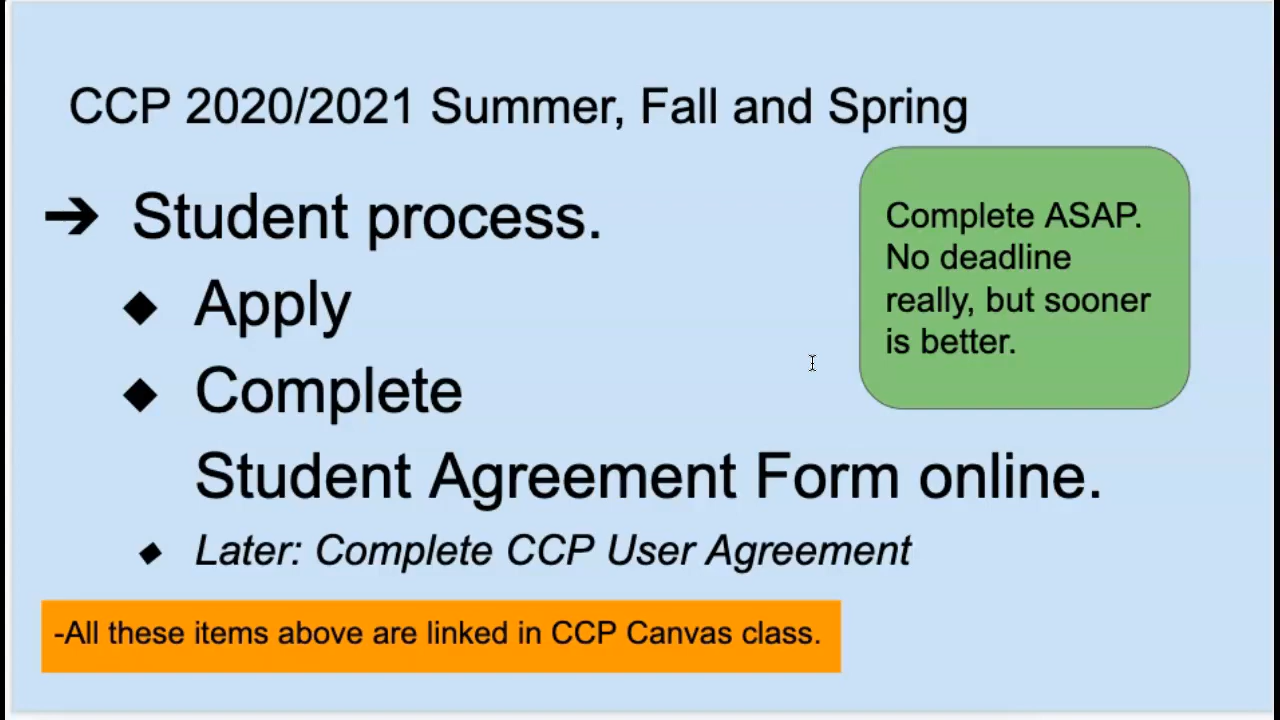 CCP 2020/2021 Summer, Fall and Spring
➔ Student process.
◆ Apply
◆ Complete
Student Agreement Form online.
◆ Later: Complete CCP User Agreement
Complete ASAP.
No deadline
really, but sooner
is better.
-All these items above are linked in CCP Canvas class.